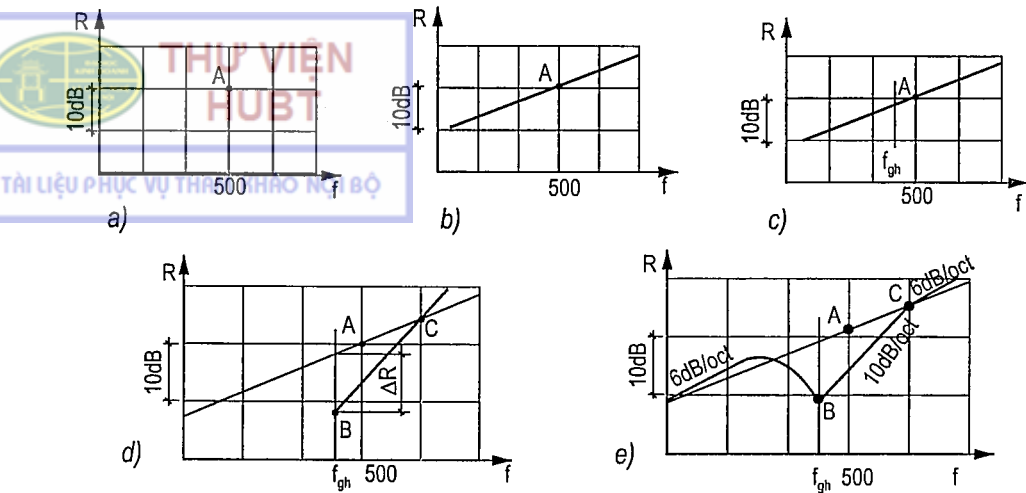 R
A
10dB
500
f
a)
THƯ VIỆN
HUBT
TÀI LIỆU PHỤC VỤ THAM KHẢO NỘI BỘ
R
A
10dB
500
f
b)
R
A
10dB
fgh
500
f
c)
R
A
C
10dB
ΔR
B
d)
fgh 500 f
R
6dB/oct
C
A
10dB
6dB/oct
10dB/oct
B
e)
fgh 500 f